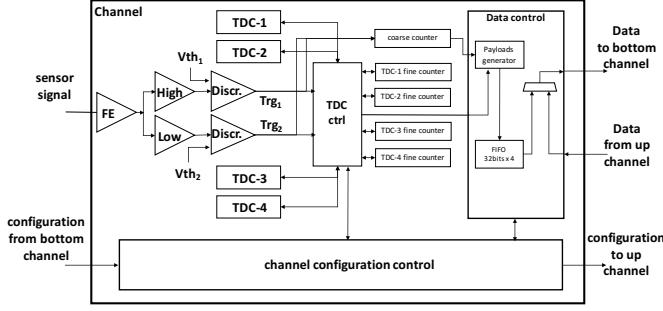 Channel
TDC-1
TDC-2
Vth1
sensor
signal
FE
High
Low
Discr.
Discr.
Trg1
Trg2
Vth2
TDC-3
TDC-4
TDC
ctrl
coarse counter
TDC-1 fine counter
TDC-2 fine counter
TDC-3 fine counter
TDC-4 fine counter
Data control
Payloads
generator
FIFO
32bits x 4
Data
to bottom
channel
Data
from up
channel
configuration
from bottom
channel
channel configuration control
configuration
to up
channel